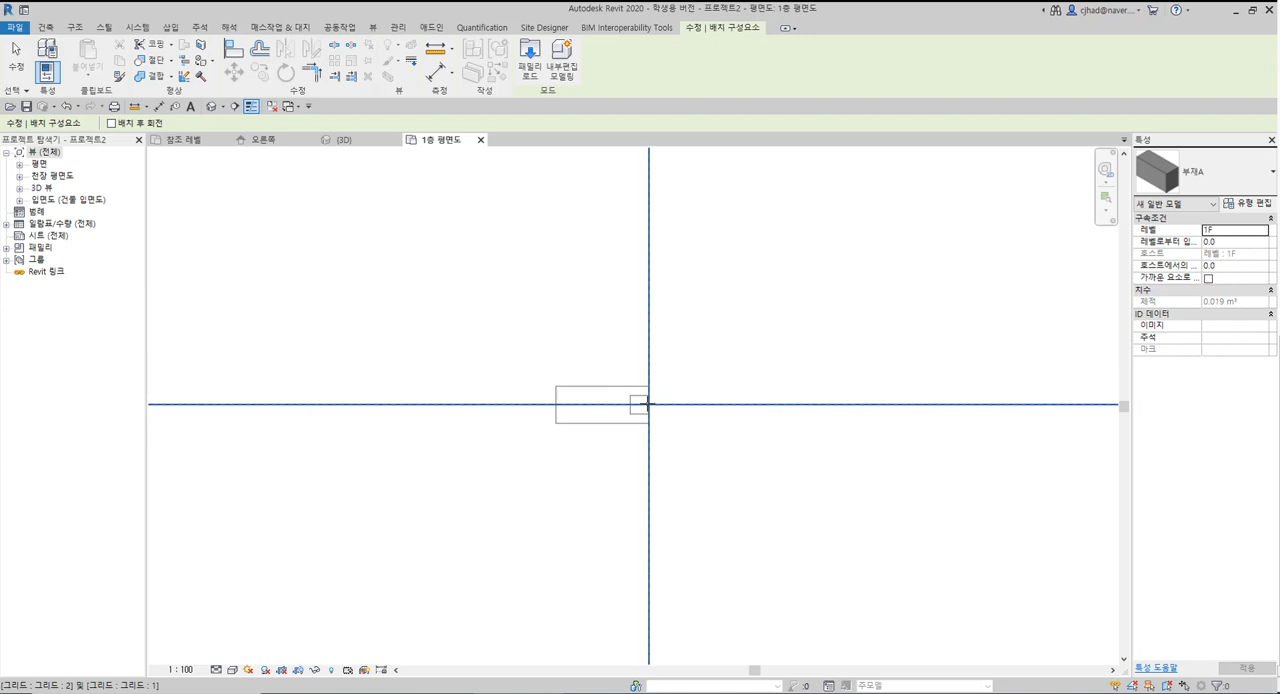 Autodesk Revit 2020 - 학생용 버전 - 프로젝트2 - 평면도: 1층 평면도
cjhad@naver....
파일 건축 구조 스틸 시스템 삽입 주석 해석 매스작업 & 대지 공동작업 뷰 관리 애드인 Quantification Site Designer BIM Interoperability Tools 수정 | 배치 구성요소
수정
붙여넣기
코핑
절단
결합
패밀리 로드
내부편집 모델링
선택 특성 클립보드 형상 수정 뷰 측정 작성 모드
수정 | 배치 구성요소 배치 후 회전
프로젝트 탐색기 - 프로젝트2
참조 레벨 오른쪽 {3D} 1층 평면도
뷰 (전체)
평면
천장 평면도
3D 뷰
입면도 (건물 입면도)
범례
일람표/수량 (전체)
시트 (전체)
패밀리
그룹
Revit 링크
2D
특성
부재A
새 일반 모델 유형 편집
구속조건
레벨 1F
레벨로부터 입... 0.0
호스트 레벨 : 1F
호스트에서의 ... 0.0
가까운 요소로 ...
치수
체적 0.019 m³
ID 데이터
이미지
주석
마크
1 : 100
특성 도움말 적용
[그리드 : 그리드 : 2] 및 [그리드 : 그리드 : 1]
:0
주모델
:0